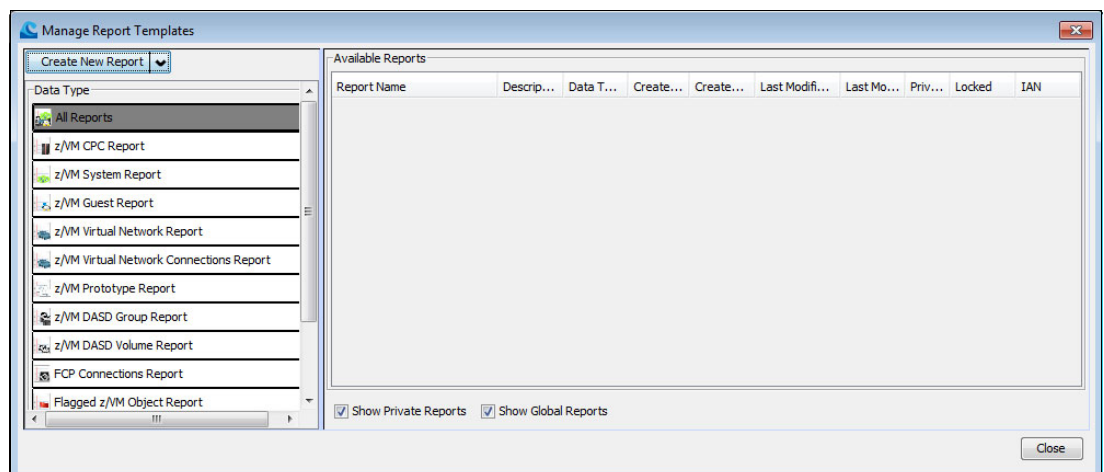 Manage Report Templates
Create New Report
Data Type
All Reports
z/VM CPC Report
z/VM System Report
z/VM Guest Report
z/VM Virtual Network Report
z/VM Virtual Network Connections Report
z/VM Prototype Report
z/VM DASD Group Report
z/VM DASD Volume Report
FCP Connections Report
Flagged z/VM Object Report
Available Reports
Report Name Descrip... Data T... Create... Create... Last Modifi... Last Mo... Priv... Locked IAN
Show Private Reports Show Global Reports
Close